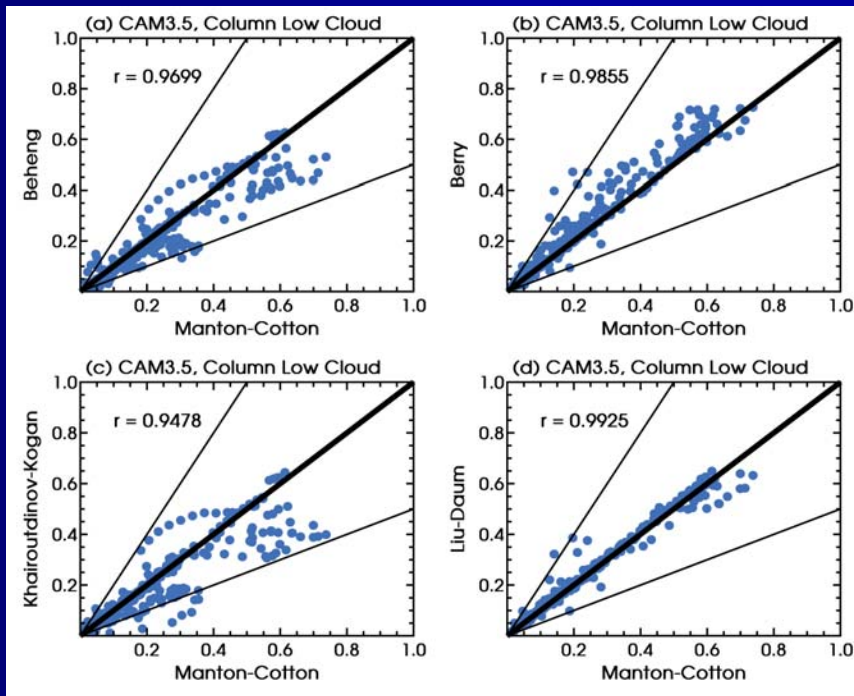 (a) CAM3.5, Column Low Cloud
1.0
0.8
0.6
0.4
0.2
r = 0.9699
Beheng
0.2 0.4 0.6 0.8 1.0
Manton-Cotton
(b) CAM3.5, Column Low Cloud
1.0
0.8
0.6
0.4
0.2
r = 0.9855
Berry
0.2 0.4 0.6 0.8 1.0
Manton-Cotton
(c) CAM3.5, Column Low Cloud
1.0
0.8
0.6
0.4
0.2
r = 0.9478
Khairoutdinov-Kogan
0.2 0.4 0.6 0.8 1.0
Manton-Cotton
(d) CAM3.5, Column Low Cloud
1.0
0.8
0.6
0.4
0.2
r = 0.9925
Liu-Daum
0.2 0.4 0.6 0.8 1.0
Manton-Cotton